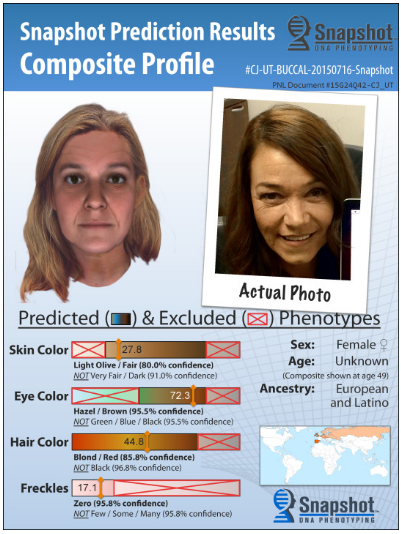 Snapshot Prediction Results
Composite Profile
Snapshot
DNA PHENOTYPING
#CJ-UT-BUCCAL-20150716-Snapshot
PNL Document #15G24Q42-CJ_UT
Actual Photo
Predicted ( ) & Excluded ( ) Phenotypes
Skin Color
27.8
Light Olive / Fair (80.0% confidence)
NOT Very Fair / Dark (91.0% confidence)
Eye Color
72.3
Hazel / Brown (95.5% confidence)
NOT Green / Blue / Black (95.5% confidence)
Hair Color
44.8
Blond / Red (85.8% confidence)
NOT Black (96.8% confidence)
Freckles
17.1
Zero (95.8% confidence)
NOT Few / Some / Many (95.8% confidence)
Sex: Female ♀
Age: Unknown
(Composite shown at age 49)
Ancestry: European
and Latino
Snapshot
DNA PHENOTYPING